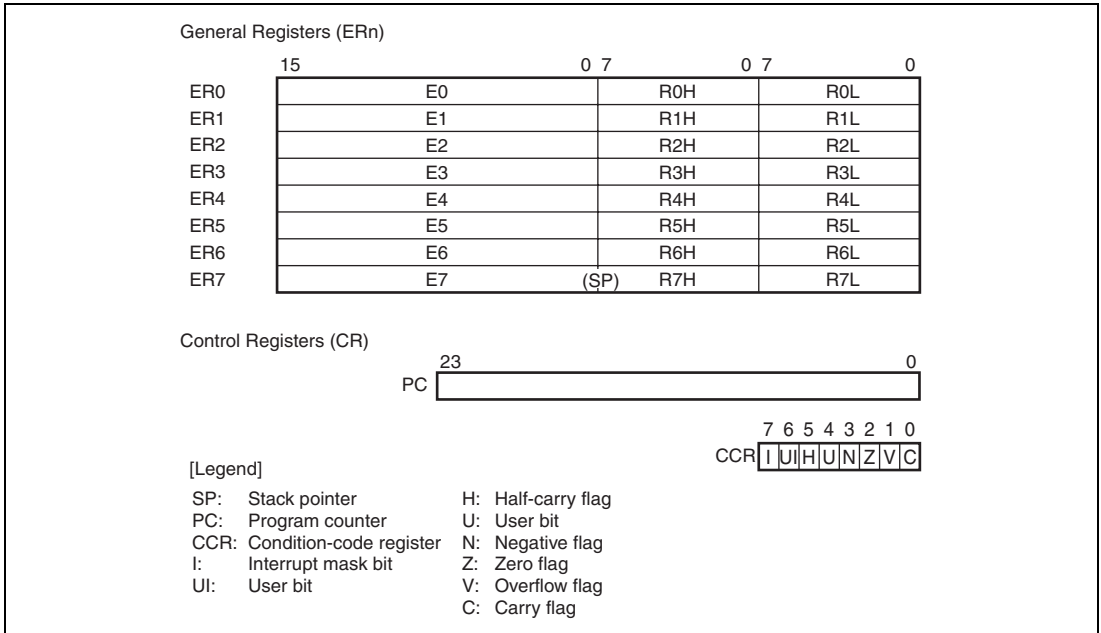 General Registers (ERn)
15 0 7 0 7 0
ER0 E0 R0H R0L
ER1 E1 R1H R1L
ER2 E2 R2H R2L
ER3 E3 R3H R3L
ER4 E4 R4H R4L
ER5 E5 R5H R5L
ER6 E6 R6H R6L
ER7 E7 (SP) R7H R7L
Control Registers (CR)
23 0
PC
7 6 5 4 3 2 1 0
CCR I UI H U N Z V C
[Legend]
SP: Stack pointer H: Half-carry flag
PC: Program counter U: User bit
CCR: Condition-code register N: Negative flag
I: Interrupt mask bit Z: Zero flag
UI: User bit V: Overflow flag
C: Carry flag